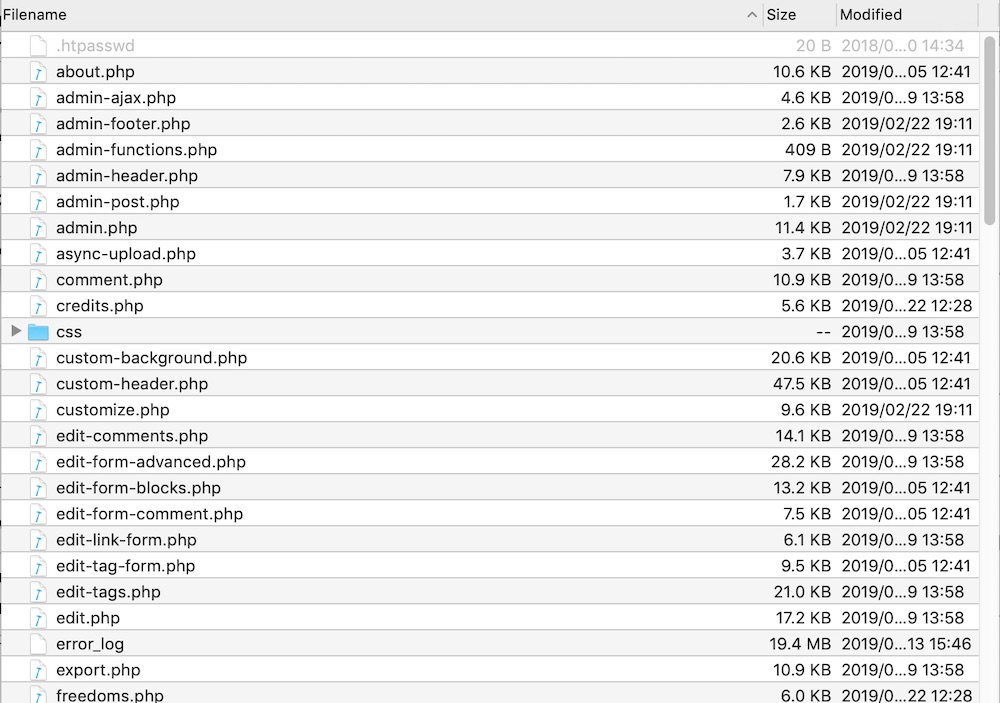 Filename Size Modified
.htpasswd 20 B 2018/0...0 14:34
about.php 10.6 KB 2019/0...05 12:41
admin-ajax.php 4.6 KB 2019/0...9 13:58
admin-footer.php 2.6 KB 2019/02/22 19:11
admin-functions.php 409 B 2019/02/22 19:11
admin-header.php 7.9 KB 2019/0...9 13:58
admin-post.php 1.7 KB 2019/02/22 19:11
admin.php 11.4 KB 2019/02/22 19:11
async-upload.php 3.7 KB 2019/0...05 12:41
comment.php 10.9 KB 2019/0...9 13:58
credits.php 5.6 KB 2019/0...22 12:28
css -- 2019/0...9 13:58
custom-background.php 20.6 KB 2019/0...05 12:41
custom-header.php 47.5 KB 2019/0...05 12:41
customize.php 9.6 KB 2019/02/22 19:11
edit-comments.php 14.1 KB 2019/0...9 13:58
edit-form-advanced.php 28.2 KB 2019/0...9 13:58
edit-form-blocks.php 13.2 KB 2019/0...05 12:41
edit-form-comment.php 7.5 KB 2019/0...05 12:41
edit-link-form.php 6.1 KB 2019/0...9 13:58
edit-tag-form.php 9.5 KB 2019/0...05 12:41
edit-tags.php 21.0 KB 2019/0...9 13:58
edit.php 17.2 KB 2019/0...9 13:58
error_log 19.4 MB 2019/0...13 15:46
export.php 10.9 KB 2019/0...9 13:58
freedoms.php 6.0 KB 2019/0...22 12:28